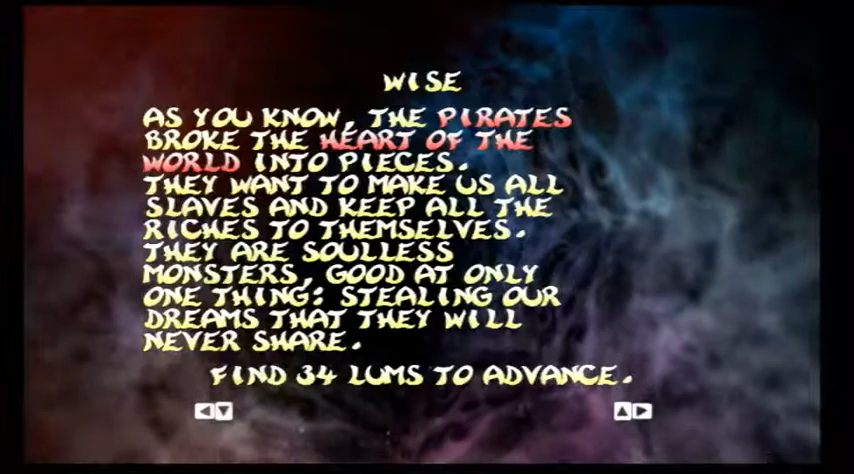 WISE
AS YOU KNOW, THE PIRATES
BROKE THE HEART OF THE
WORLD INTO PIECES.
THEY WANT TO MAKE US ALL
SLAVES AND KEEP ALL THE
RICHES TO THEMSELVES.
THEY ARE SOULLESS
MONSTERS, GOOD AT ONLY
ONE THING: STEALING OUR
DREAMS THAT THEY WILL
NEVER SHARE.
FIND 34 LUMS TO ADVANCE.